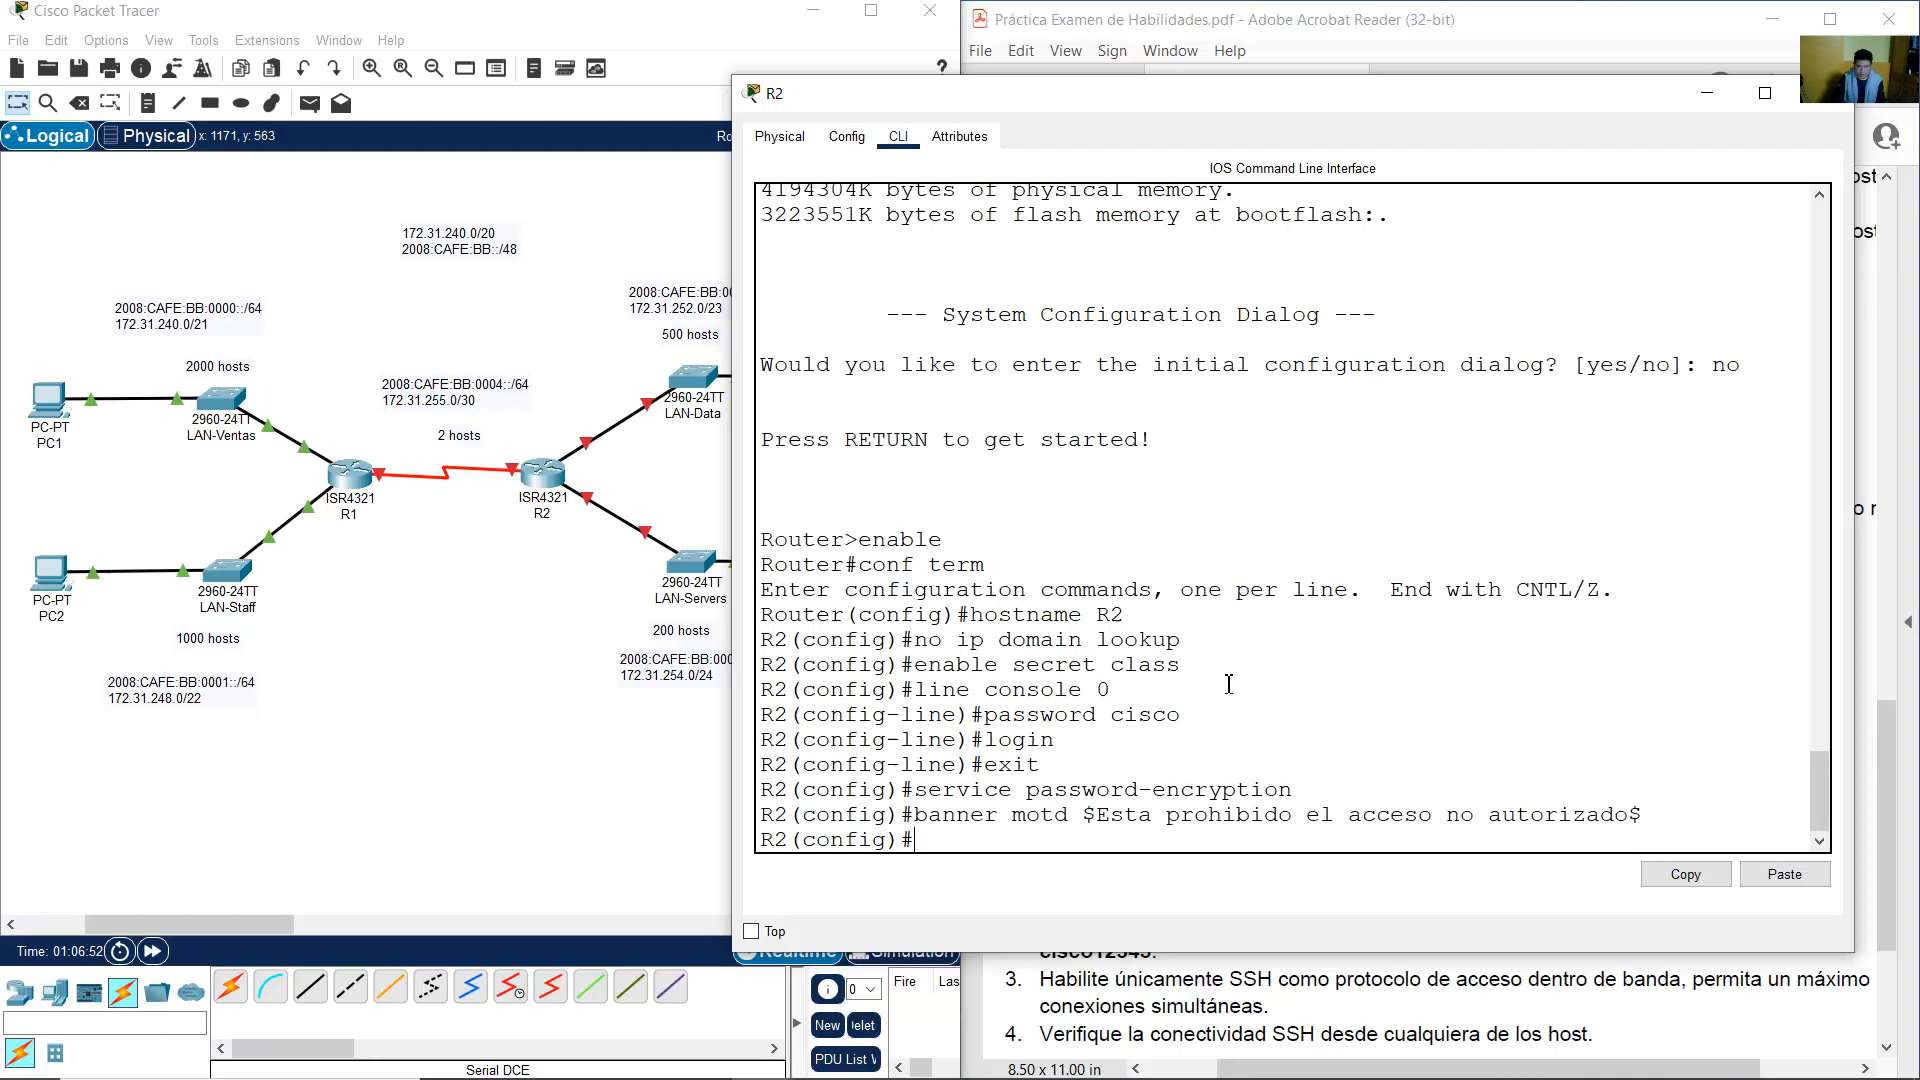 Cisco Packet Tracer
File Edit Options View Tools Extensions Window Help
Logical Physical x: 1171, y: 563
172.31.240.0/20
2008:CAFE:BB::/48
2008:CAFE:BB:0000::/64
172.31.240.0/21
2000 hosts
172.31.252.0/23
500 hosts
2008:CAFE:BB:0004::/64
172.31.255.0/30
2 hosts
PC-PT
PC1
2960-24TT
LAN-Ventas
2960-24TT
LAN-Data
ISR4321
R1
ISR4321
R2
PC-PT
PC2
2960-24TT
LAN-Staff
2960-24TT
LAN-Servers
1000 hosts
200 hosts
2008:CAFE:BB:0001::/64
172.31.248.0/22
172.31.254.0/24
Time: 01:06:52
Realtime Simulation
0
Fire
New
PDU List
Serial DCE
Práctica Examen de Habilidades.pdf - Adobe Acrobat Reader (32-bit)
File Edit View Sign Window Help
R2
Physical Config CLI Attributes
IOS Command Line Interface
4194304K bytes of physical memory.
3223551K bytes of flash memory at bootflash:.
--- System Configuration Dialog ---
Would you like to enter the initial configuration dialog? [yes/no]: no
Press RETURN to get started!
Router>enable
Router#conf term
Enter configuration commands, one per line.  End with CNTL/Z.
Router(config)#hostname R2
R2(config)#no ip domain lookup
R2(config)#enable secret class
R2(config)#line console 0
R2(config-line)#password cisco
R2(config-line)#login
R2(config-line)#exit
R2(config)#service password-encryption
R2(config)#banner motd $Esta prohibido el acceso no autorizado$
R2(config)#
Copy Paste
Top
cisco12345.
3. Habilite únicamente SSH como protocolo de acceso dentro de banda, permita un máximo
conexiones simultáneas.
4. Verifique la conectividad SSH desde cualquiera de los host.
8.50 x 11.00 in